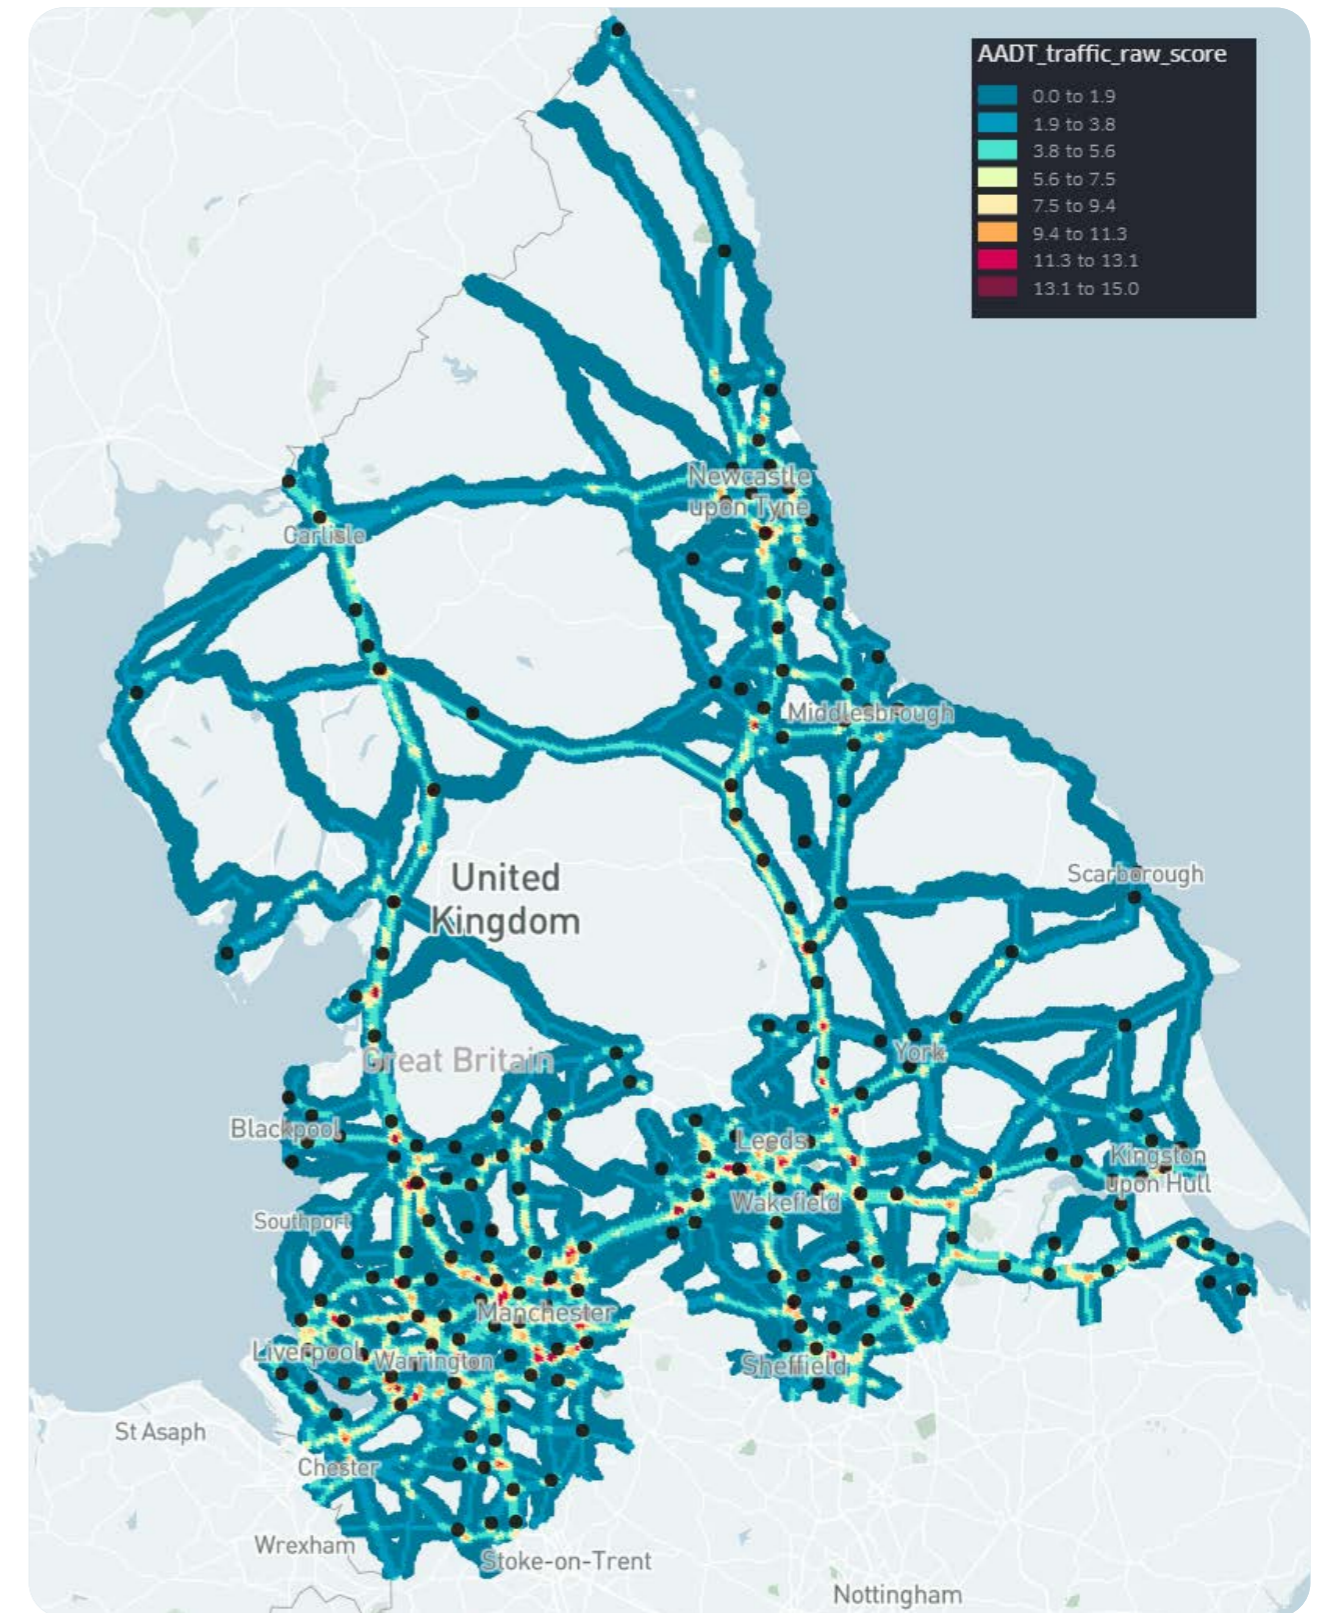 AADT_traffic_raw_score
0.0 to 1.9
1.9 to 3.8
3.8 to 5.6
5.6 to 7.5
7.5 to 9.4
9.4 to 11.3
11.3 to 13.1
13.1 to 15.0
Newcastle
upon Tyne
Carlisle
Middlesbrough
United
Kingdom
Scarborough
Great Britain
York
Blackpool
Leeds
Kingston
upon Hull
Wakefield
Southport
Manchester
Liverpool
Warrington
Sheffield
St Asaph
Chester
Wrexham
Stoke-on-Trent
Nottingham